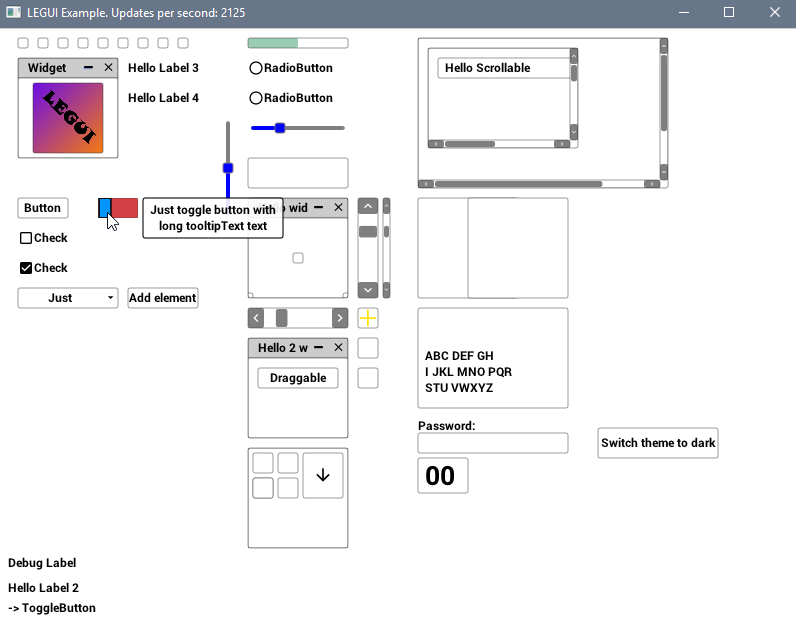 LEGUI Example. Updates per second: 2125
Widget
Hello Label 3
RadioButton
Hello Scrollable
LEGUI
Hello Label 4
RadioButton
Button
Just toggle button with
long tooltipText text
wid
Check
Check
Just
Add element
Hello 2 w
Draggable
ABC DEF GH
I JKL MNO PQR
STU VWXYZ
Password:
Switch theme to dark
00
Debug Label
Hello Label 2
-> ToggleButton